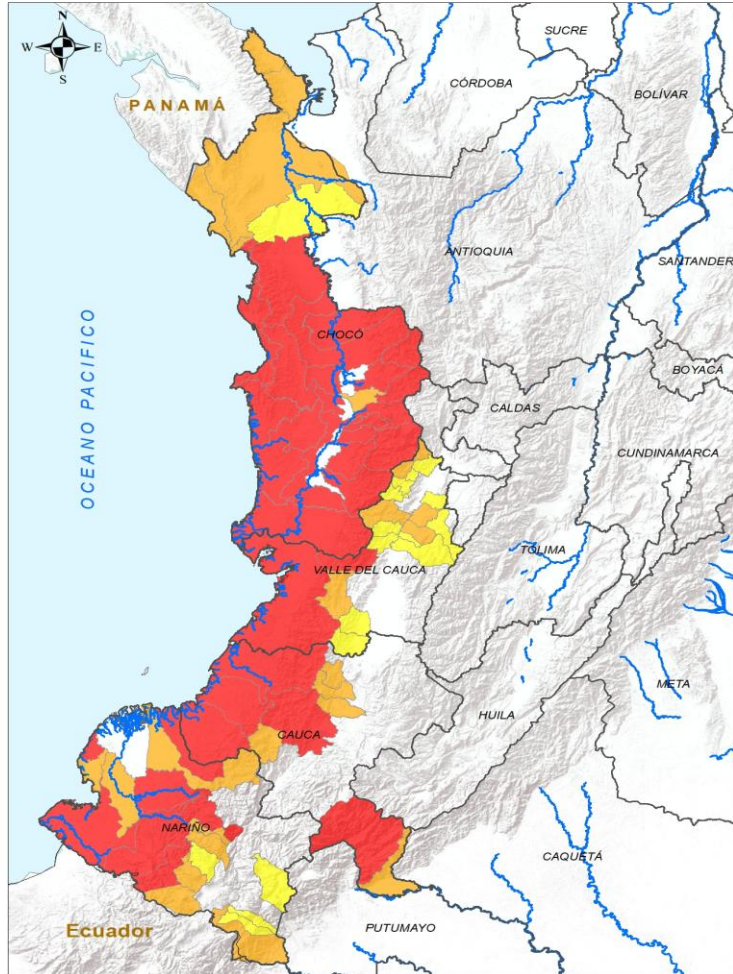 SUCRE
N
W E
S
CÓRDOBA
BOLÍVAR
PANAMÁ
ANTIOQUIA
SANTANDER
OCEANO PACIFICO
CHOCÓ
BOYACÁ
CALDAS
CUNDINAMARCA
TOLIMA
VALLE DEL CAUCA
META
HUILA
CAUCA
NARIÑO
CAQUETÁ
Ecuador
PUTUMAYO